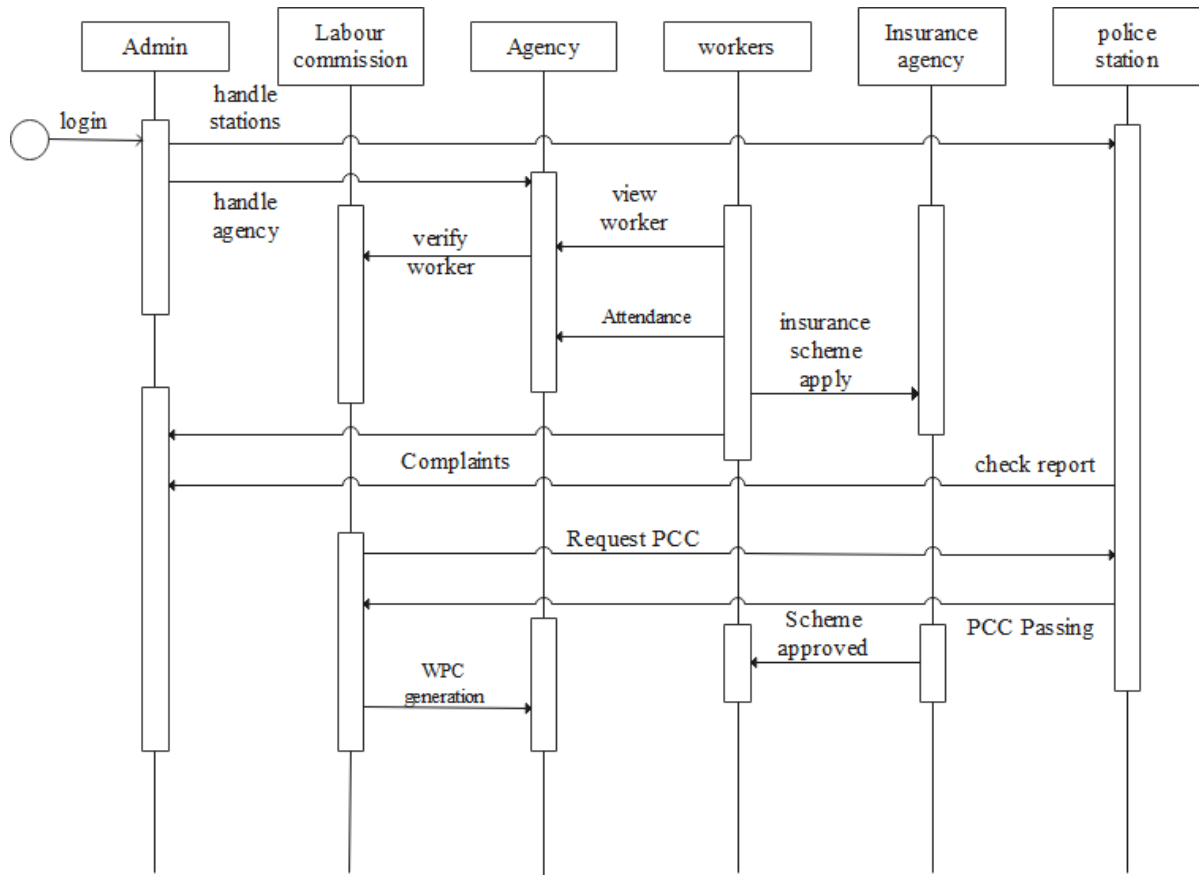 Admin
Labour
commission
Agency
workers
Insurance
agency
police
station
handle
stations
login
handle
agency
view
worker
verify
worker
Attendance
insurance
scheme
apply
Complaints
check report
Request PCC
Scheme
approved
PCC Passing
WPC
generation